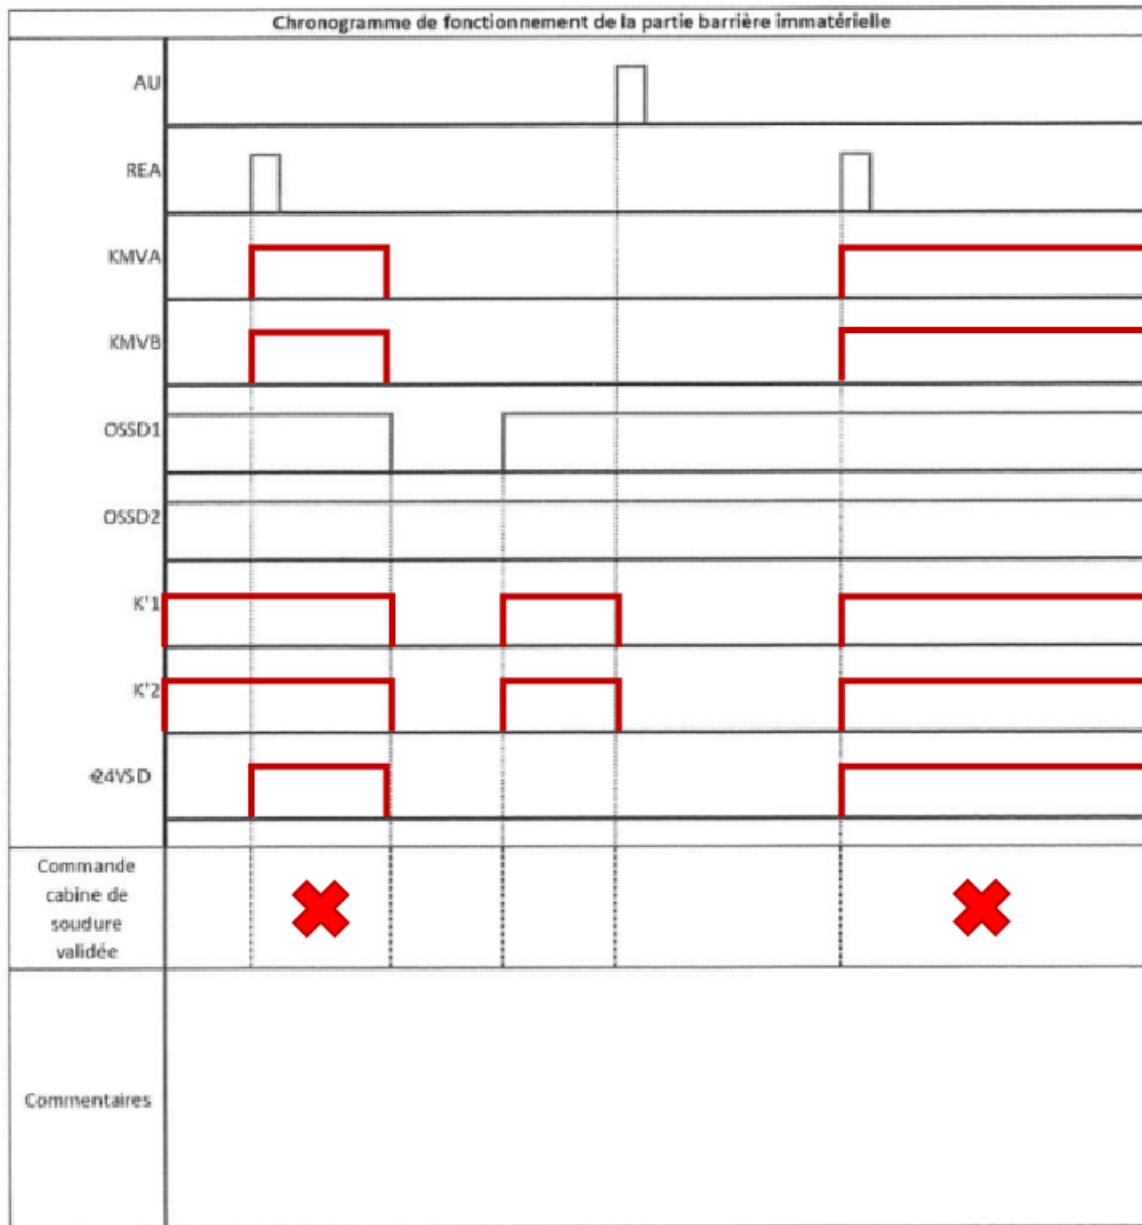 Chronogramme de fonctionnement de la partie barrière immatérielle
AU
REA
KMVA
KMVB
OSSD1
OSSD2
K'1
K'2
+24VSD
Commande
cabine de
soudure
validée
Commentaires